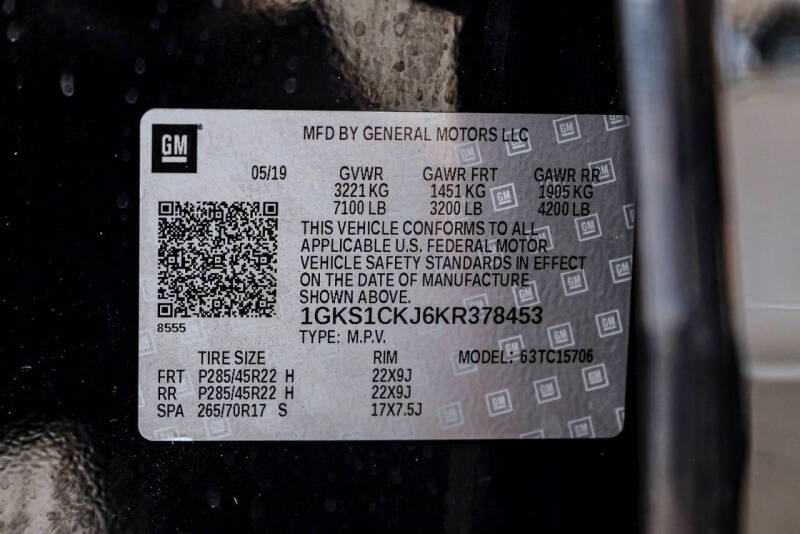 GM
MFD BY GENERAL MOTORS LLC
05/19 GVWR GAWR FRT GAWR RR
3221 KG 1451 KG 1905 KG
7100 LB 3200 LB 4200 LB
THIS VEHICLE CONFORMS TO ALL
APPLICABLE U.S. FEDERAL MOTOR
VEHICLE SAFETY STANDARDS IN EFFECT
ON THE DATE OF MANUFACTURE
SHOWN ABOVE.
8555
1GKS1CKJ6KR378453
TYPE: M.P.V.
TIRE SIZE RIM MODEL: 63TC15706
FRT P285/45R22 H 22X9J
RR P285/45R22 H 22X9J
SPA 265/70R17 S 17X7.5J